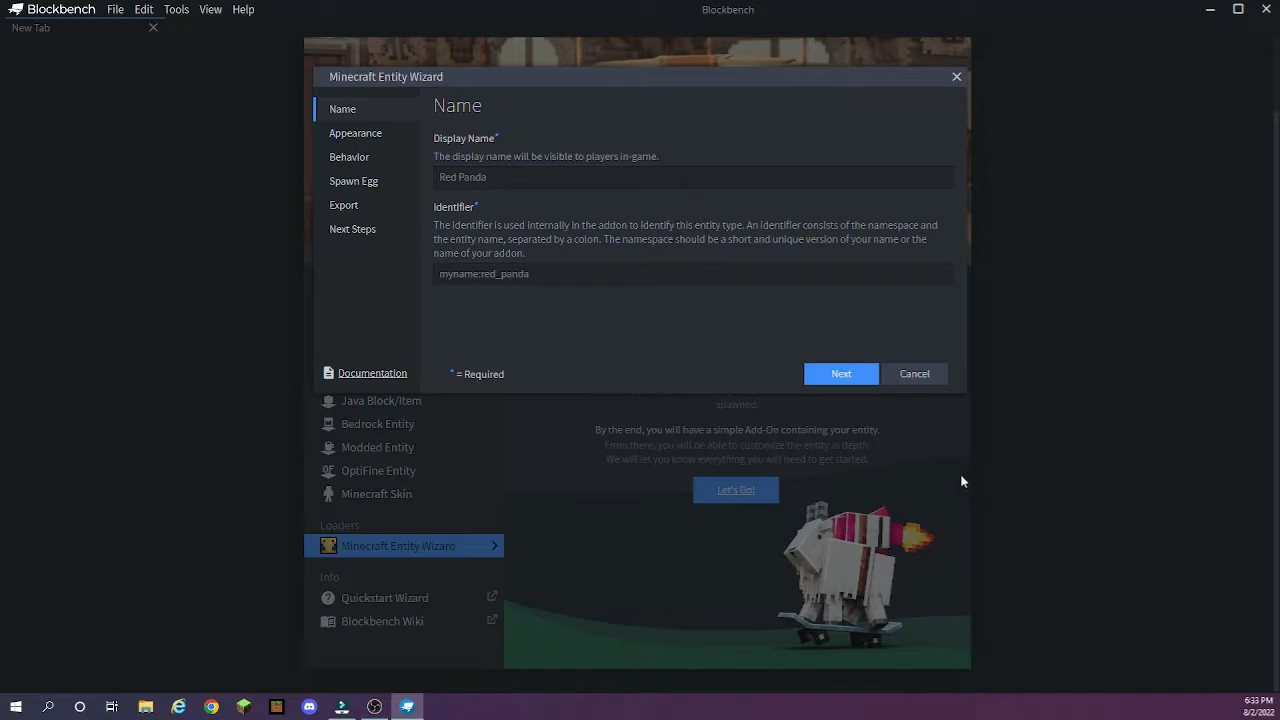 Blockbench File Edit Tools View Help Blockbench
New Tab
Minecraft Entity Wizard
Name
Appearance
Behavior
Spawn Egg
Export
Next Steps
Documentation
Name
Display Name*
The display name will be visible to players in-game.
Red Panda
Identifier*
The identifier is used internally in the addon to identify this entity type. An identifier consists of the namespace and
the entity name, separated by a colon. The namespace should be a short and unique version of your name or the
name of your addon.
myname:red_panda
* = Required
Next Cancel
Java Block/Item
Bedrock Entity
Modded Entity
OptiFine Entity
Minecraft Skin
Loaders
Minecraft Entity Wizard
Info
Quickstart Wizard
Blockbench Wiki
spawned.
By the end, you will have a simple Add-On containing your entity.
From there, you will be able to customize the entity in depth.
We will let you know everything you will need to get started.
Let's Go!
6:33 PM
8/2/2022